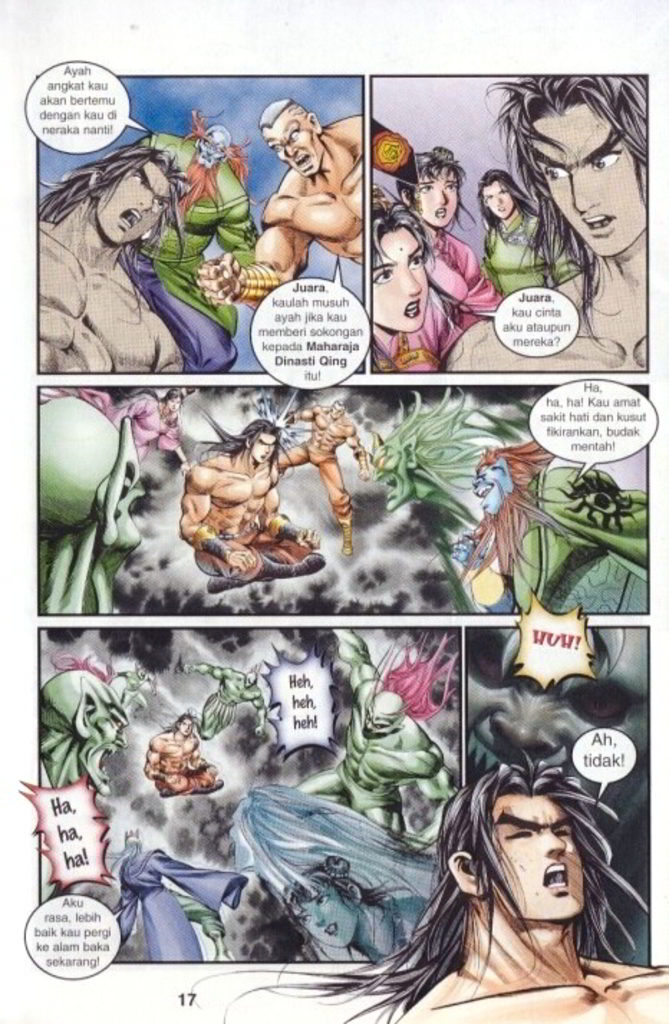 Ayah
angkat kau
akan bertemu
dengan kau di
neraka nanti!
Juara,
kaulah musuh
ayah jika kau
memberi sokongan
kepada Maharaja
Dinasti Qing
itu!
Juara,
kau cinta
aku ataupun
mereka?
Ha,
ha, ha! Kau amat
sakit hati dan kusut
fikirankan, budak
mentah!
Heh,
heh,
heh!
Ha,
ha,
ha!
Aku
rasa, lebih
baik kau pergi
ke alam baka
sekarang!
HUH!
Ah,
tidak!
17